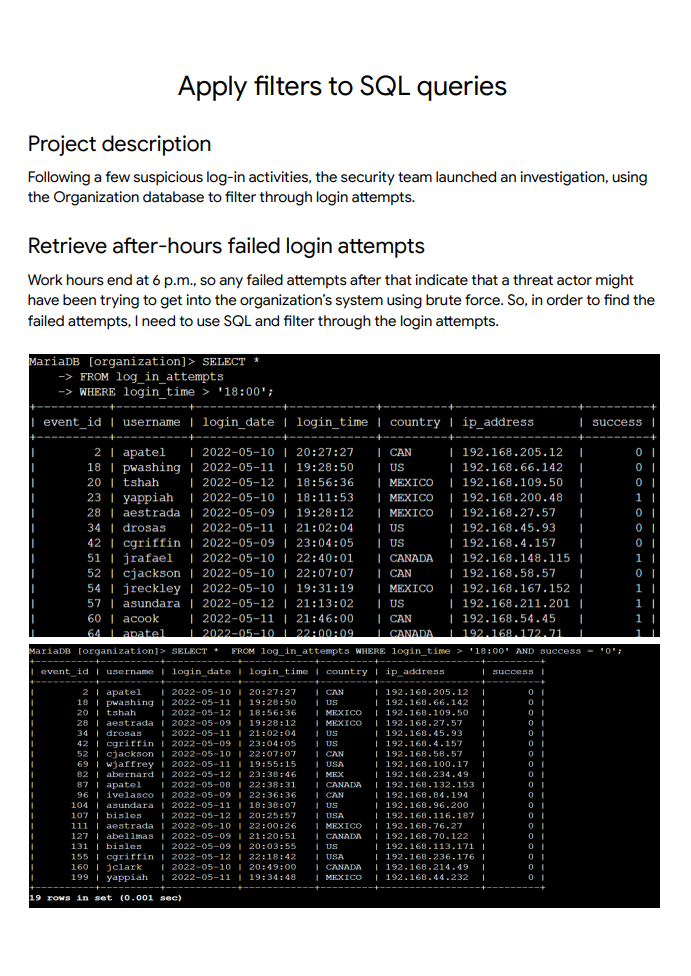 Apply filters to SQL queries
Project description
Following a few suspicious log-in activities, the security team launched an investigation, using
the Organization database to filter through login attempts.
Retrieve after-hours failed login attempts
Work hours end at 6 p.m., so any failed attempts after that indicate that a threat actor might
have been trying to get into the organization's system using brute force. So, in order to find the
failed attempts, I need to use SQL and filter through the login attempts.
MariaDB [organization]> SELECT *
-> FROM log_in_attempts
-> WHERE login_time > '18:00';
| event_id | username | login_date | login_time | country | ip_address | success |
| 2 | apatel | 2022-05-10 | 20:27:27 | CAN | 192.168.205.12 | 0 |
| 18 | pwashing | 2022-05-11 | 19:28:50 | US | 192.168.66.142 | 0 |
| 20 | tshah | 2022-05-12 | 18:56:36 | MEXICO | 192.168.109.50 | 0 |
| 23 | yappiah | 2022-05-10 | 18:11:53 | MEXICO | 192.168.200.48 | 1 |
| 28 | aestrada | 2022-05-09 | 19:28:12 | MEXICO | 192.168.27.57 | 0 |
| 34 | drosas | 2022-05-11 | 21:02:04 | US | 192.168.45.93 | 0 |
| 42 | cgriffin | 2022-05-09 | 23:04:05 | US | 192.168.4.157 | 0 |
| 51 | jrafael | 2022-05-10 | 22:40:01 | CANADA | 192.168.148.115 | 1 |
| 52 | cjackson | 2022-05-10 | 22:07:07 | CAN | 192.168.58.57 | 0 |
| 54 | jreckley | 2022-05-10 | 19:31:19 | MEXICO | 192.168.167.152 | 1 |
| 57 | asundara | 2022-05-12 | 21:13:02 | US | 192.168.211.201 | 1 |
| 60 | acook | 2022-05-11 | 21:46:00 | CAN | 192.168.54.45 | 1 |
| 64 | apatel | 2022-05-10 | 22:00:09 | CANADA | 192.168.172.71 | 1 |
MariaDB [organization]> SELECT *  FROM log_in_attempts WHERE login_time > '18:00' AND success = '0';
| event_id | username | login_date | login_time | country | ip_address | success |
| 2 | apatel | 2022-05-10 | 20:27:27 | CAN | 192.168.205.12 | 0 |
| 18 | pwashing | 2022-05-11 | 19:28:50 | US | 192.168.66.142 | 0 |
| 20 | tshah | 2022-05-12 | 18:56:36 | MEXICO | 192.168.109.50 | 0 |
| 28 | aestrada | 2022-05-09 | 19:28:12 | MEXICO | 192.168.27.57 | 0 |
| 34 | drosas | 2022-05-11 | 21:02:04 | US | 192.168.45.93 | 0 |
| 42 | cgriffin | 2022-05-09 | 23:04:05 | US | 192.168.4.157 | 0 |
| 52 | cjackson | 2022-05-10 | 22:07:07 | CAN | 192.168.58.57 | 0 |
| 69 | wjaffrey | 2022-05-11 | 19:55:15 | USA | 192.168.100.17 | 0 |
| 82 | abernard | 2022-05-12 | 23:38:46 | MEX | 192.168.234.49 | 0 |
| 87 | apatel | 2022-05-08 | 22:38:31 | CANADA | 192.168.132.153 | 0 |
| 96 | ivelasco | 2022-05-09 | 22:36:36 | CAN | 192.168.84.194 | 0 |
| 104 | asundara | 2022-05-11 | 18:38:07 | US | 192.168.96.200 | 0 |
| 107 | bisles | 2022-05-12 | 20:25:57 | USA | 192.168.116.187 | 0 |
| 111 | aestrada | 2022-05-10 | 22:00:26 | MEXICO | 192.168.76.27 | 0 |
| 127 | abellmas | 2022-05-09 | 21:20:51 | CANADA | 192.168.70.122 | 0 |
| 131 | bisles | 2022-05-09 | 20:03:55 | US | 192.168.113.171 | 0 |
| 155 | cgriffin | 2022-05-12 | 22:18:42 | USA | 192.168.236.176 | 0 |
| 160 | jclark | 2022-05-10 | 20:49:00 | CANADA | 192.168.214.49 | 0 |
| 199 | yappiah | 2022-05-11 | 19:34:48 | MEXICO | 192.168.44.232 | 0 |
19 rows in set (0.001 sec)